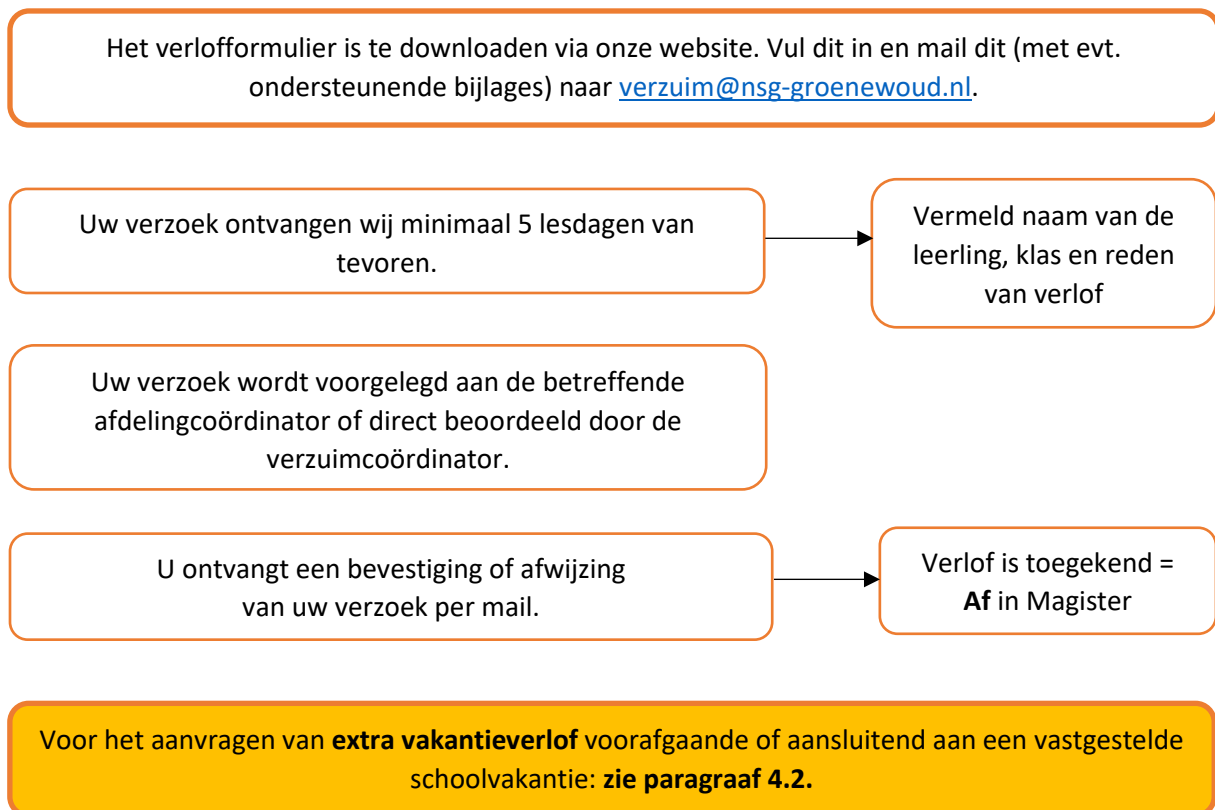 Het verlofformulier is te downloaden via onze website. Vul dit in en mail dit (met evt.
ondersteunende bijlages) naar verzuim@nsg-groenewoud.nl.
Uw verzoek ontvangen wij minimaal 5 lesdagen van
tevoren.
Vermeld naam van de
leerling, klas en reden
van verlof
Uw verzoek wordt voorgelegd aan de betreffende
afdelingcoördinator of direct beoordeeld door de
verzuimcoördinator.
U ontvangt een bevestiging of afwijzing
van uw verzoek per mail.
Verlof is toegekend =
Af in Magister
Voor het aanvragen van extra vakantieverlof voorafgaande of aansluitend aan een vastgestelde
schoolvakantie: zie paragraaf 4.2.